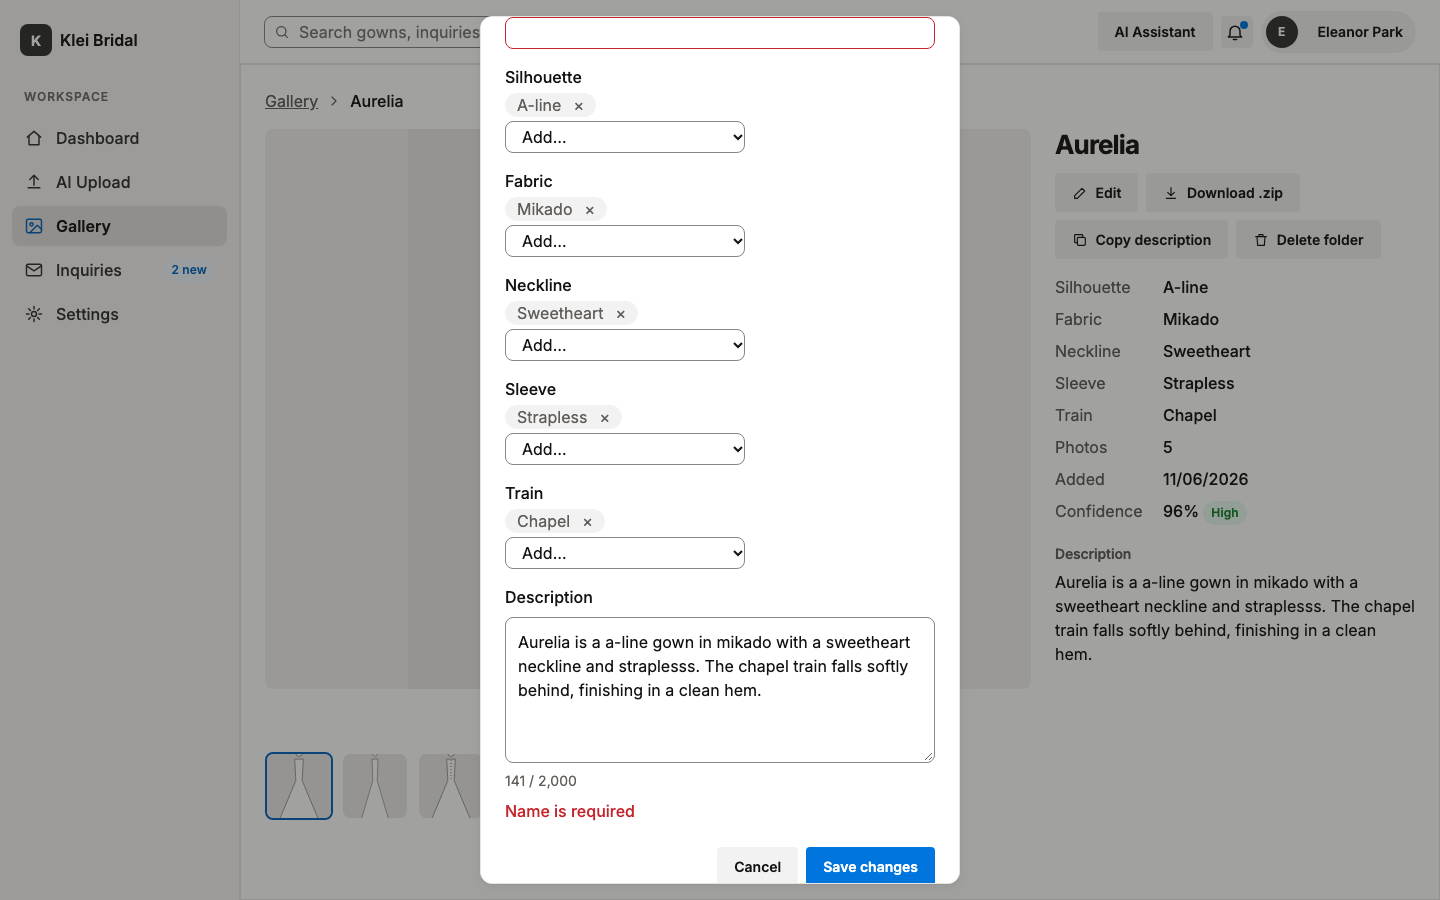 K Klei Bridal
Search gowns, inquiries
AI Assistant
E Eleanor Park
WORKSPACE
Dashboard
AI Upload
Gallery
Inquiries 2 new
Settings
Gallery > Aurelia
Silhouette
A-line ×
Add...
Fabric
Mikado ×
Add...
Neckline
Sweetheart ×
Add...
Sleeve
Strapless ×
Add...
Train
Chapel ×
Add...
Description
Aurelia is a a-line gown in mikado with a sweetheart
neckline and straplesss. The chapel train falls softly
behind, finishing in a clean hem.
141 / 2,000
Name is required
Cancel Save changes
Aurelia
Edit Download .zip
Copy description Delete folder
Silhouette A-line
Fabric Mikado
Neckline Sweetheart
Sleeve Strapless
Train Chapel
Photos 5
Added 11/06/2026
Confidence 96% High
Description
Aurelia is a a-line gown in mikado with a
sweetheart neckline and straplesss. The chapel
train falls softly behind, finishing in a clean
hem.